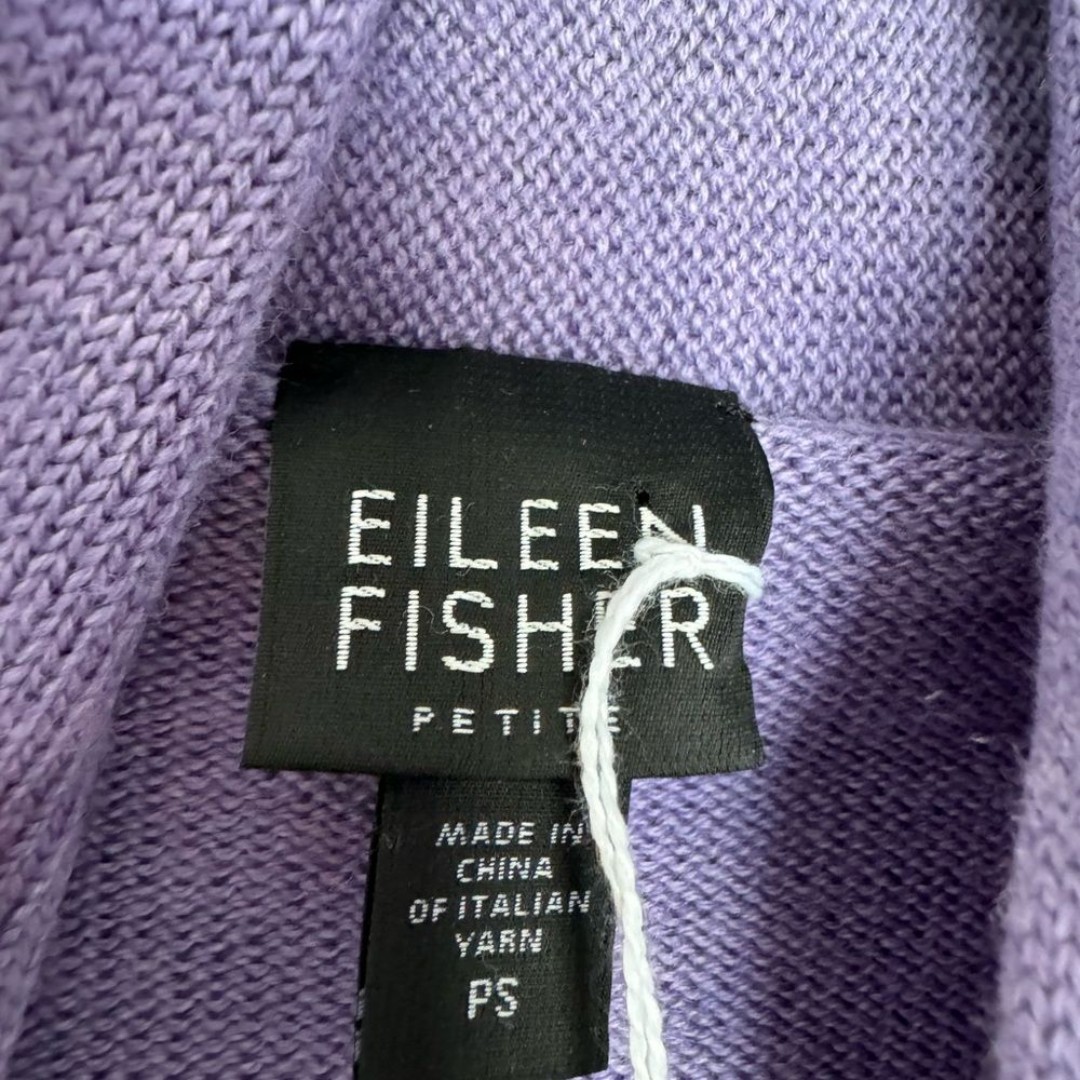 EILEEN
FISHER
PETITE
MADE IN
CHINA
OF ITALIAN
YARN
PS